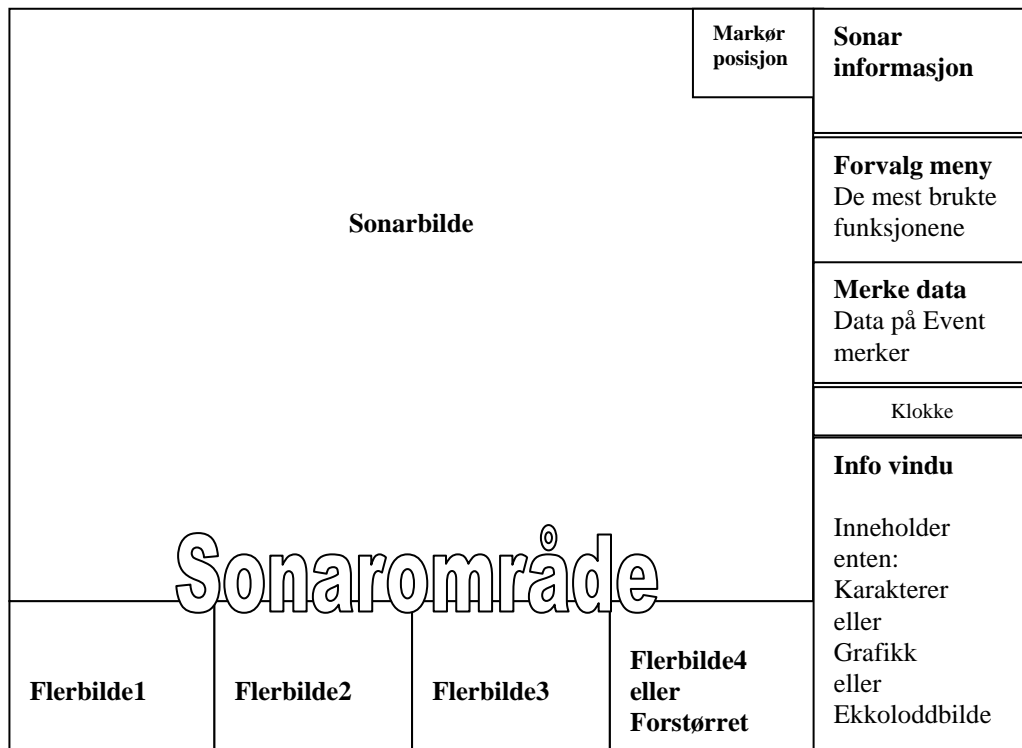 Markør
posisjon
Sonar
informasjon
Forvalg meny
De mest brukte
funksjonene
Sonarbilde
Merke data
Data på Event
merker
Klokke
Info vindu
Inneholder
enten:
Karakterer
eller
Grafikk
eller
Ekkoloddbilde
Sonarområde
Flerbilde1
Flerbilde2
Flerbilde3
Flerbilde4
eller
Forstørret